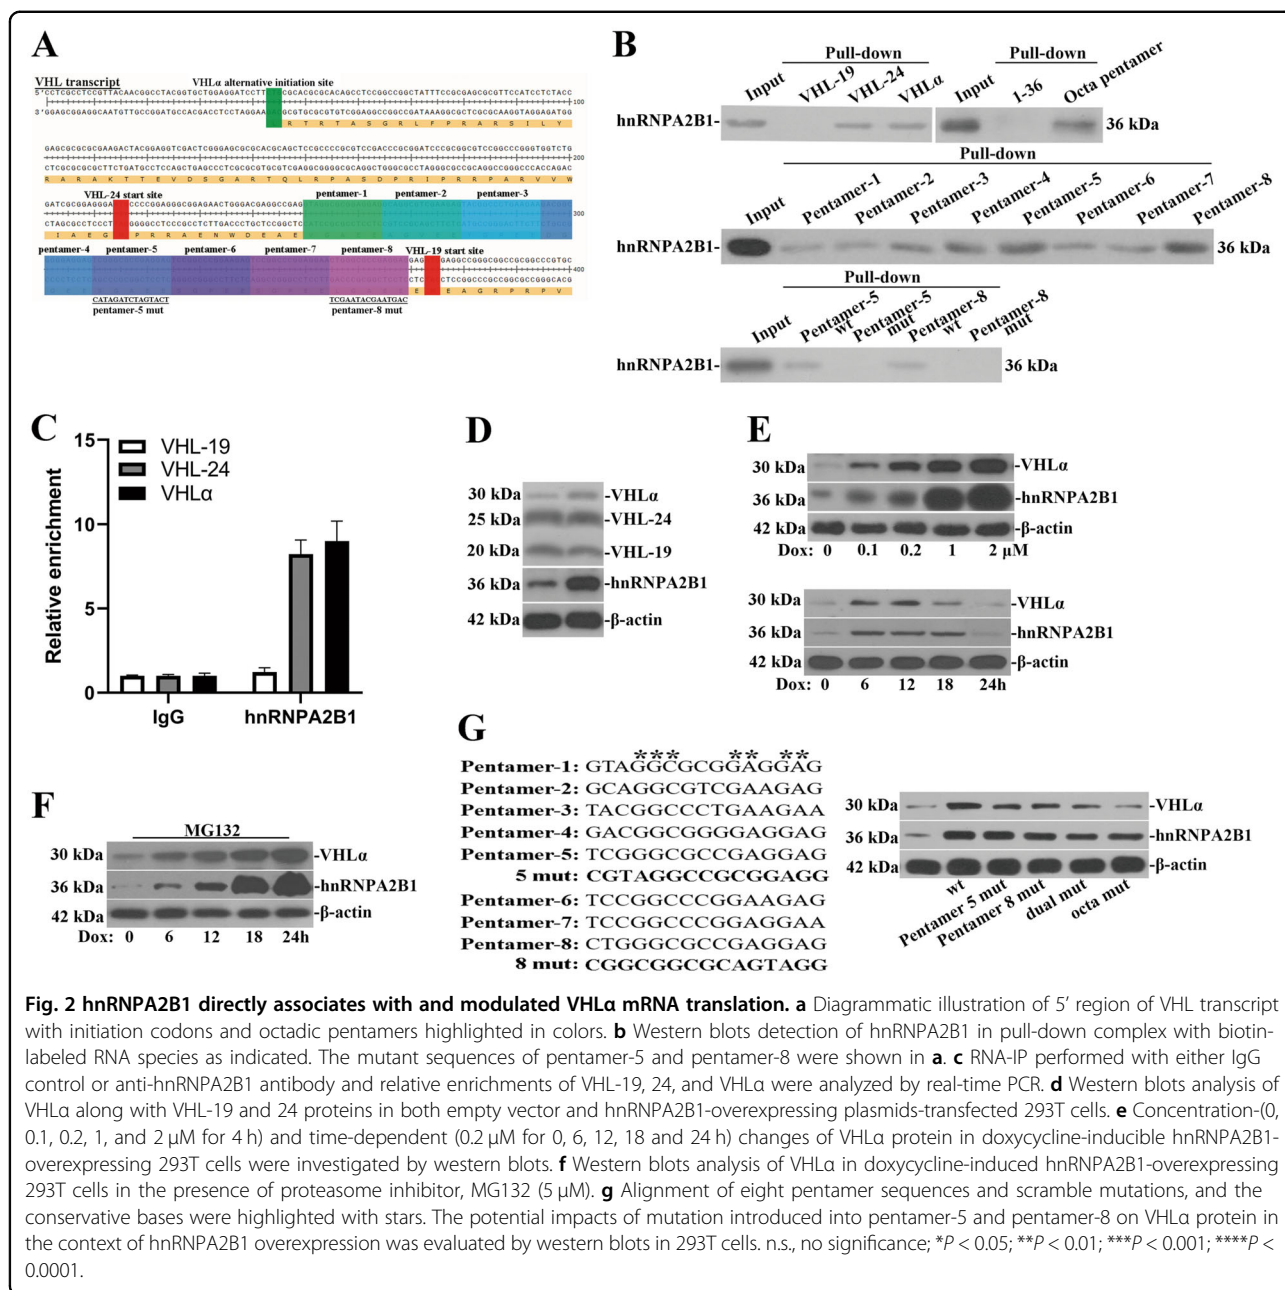 A
VHL transcript
VHLα alternative initiation site
5'CCTCGCCTCCGTTACAACGGCCTACGGTGCTGGAGGATCCTT
100
R T R T A S G R L F P R A R S I L Y
200
R A R A K T T E V D S G A R T Q L R P A S D P R I P R R P A R V V W
VHL-24 start site
pentamer-1 pentamer-2 pentamer-3
300
I A E G P R R A E N W D E A E
pentamer-4 pentamer-5 pentamer-6 pentamer-7 pentamer-8 VHL-19 start site
400
E A G R P R P V
CATAGATCTAGTACT TCGAATACGAATGAC
pentamer-5 mut pentamer-8 mut
B
Pull-down Pull-down
Input VHL-19 VHL-24 VHLα Input 1-36 Octa pentamer
hnRNPA2B1- 36 kDa
Pull-down
Input Pentamer-1 Pentamer-2 Pentamer-3 Pentamer-4 Pentamer-5 Pentamer-6 Pentamer-7 Pentamer-8
hnRNPA2B1- 36 kDa
Pull-down
Input Pentamer-5 wt Pentamer-5 mut Pentamer-8 wt Pentamer-8 mut
hnRNPA2B1- 36 kDa
C
Relative enrichment
15
10
5
0
VHL-19
VHL-24
VHLα
IgG hnRNPA2B1
D
30 kDa -VHLα
25 kDa -VHL-24
20 kDa -VHL-19
36 kDa -hnRNPA2B1
42 kDa -β-actin
E
30 kDa -VHLα
36 kDa -hnRNPA2B1
42 kDa -β-actin
Dox: 0 0.1 0.2 1 2 μM
30 kDa -VHLα
36 kDa -hnRNPA2B1
42 kDa -β-actin
Dox: 0 6 12 18 24h
F
MG132
30 kDa -VHLα
36 kDa -hnRNPA2B1
42 kDa -β-actin
Dox: 0 6 12 18 24h
G
*** ** **
Pentamer-1: GTAGGCGCGGAGGAG
Pentamer-2: GCAGGCGTCGAAGAG
Pentamer-3: TACGGCCCTGAAGAA
Pentamer-4: GACGGCGGGGAGGAG
Pentamer-5: TCGGGCGCCGAGGAG
5 mut: CGTAGGCCGCGGAGG
Pentamer-6: TCCGGCCCGGAAGAG
Pentamer-7: TCCGGCCCGGAGGAA
Pentamer-8: CTGGGCGCCGAGGAG
8 mut: CGGCGGCGCAGTAGG
30 kDa -VHLα
36 kDa -hnRNPA2B1
42 kDa -β-actin
wt Pentamer 5 mut Pentamer 8 mut dual mut octa mut
Fig. 2 hnRNPA2B1 directly associates with and modulated VHLα mRNA translation. a Diagrammatic illustration of 5' region of VHL transcript
with initiation codons and octadic pentamers highlighted in colors. b Western blots detection of hnRNPA2B1 in pull-down complex with biotin-
labeled RNA species as indicated. The mutant sequences of pentamer-5 and pentamer-8 were shown in a. c RNA-IP performed with either IgG
control or anti-hnRNPA2B1 antibody and relative enrichments of VHL-19, 24, and VHLα were analyzed by real-time PCR. d Western blots analysis of
VHLα along with VHL-19 and 24 proteins in both empty vector and hnRNPA2B1-overexpressing plasmids-transfected 293T cells. e Concentration-(0,
0.1, 0.2, 1, and 2 μM for 4 h) and time-dependent (0.2 μM for 0, 6, 12, 18 and 24 h) changes of VHLα protein in doxycycline-inducible hnRNPA2B1-
overexpressing 293T cells were investigated by western blots. f Western blots analysis of VHLα in doxycycline-induced hnRNPA2B1-overexpressing
293T cells in the presence of proteasome inhibitor, MG132 (5 μM). g Alignment of eight pentamer sequences and scramble mutations, and the
conservative bases were highlighted with stars. The potential impacts of mutation introduced into pentamer-5 and pentamer-8 on VHLα protein in
the context of hnRNPA2B1 overexpression was evaluated by western blots in 293T cells. n.s., no significance; *P < 0.05; **P < 0.01; ***P < 0.001; ****P <
0.0001.